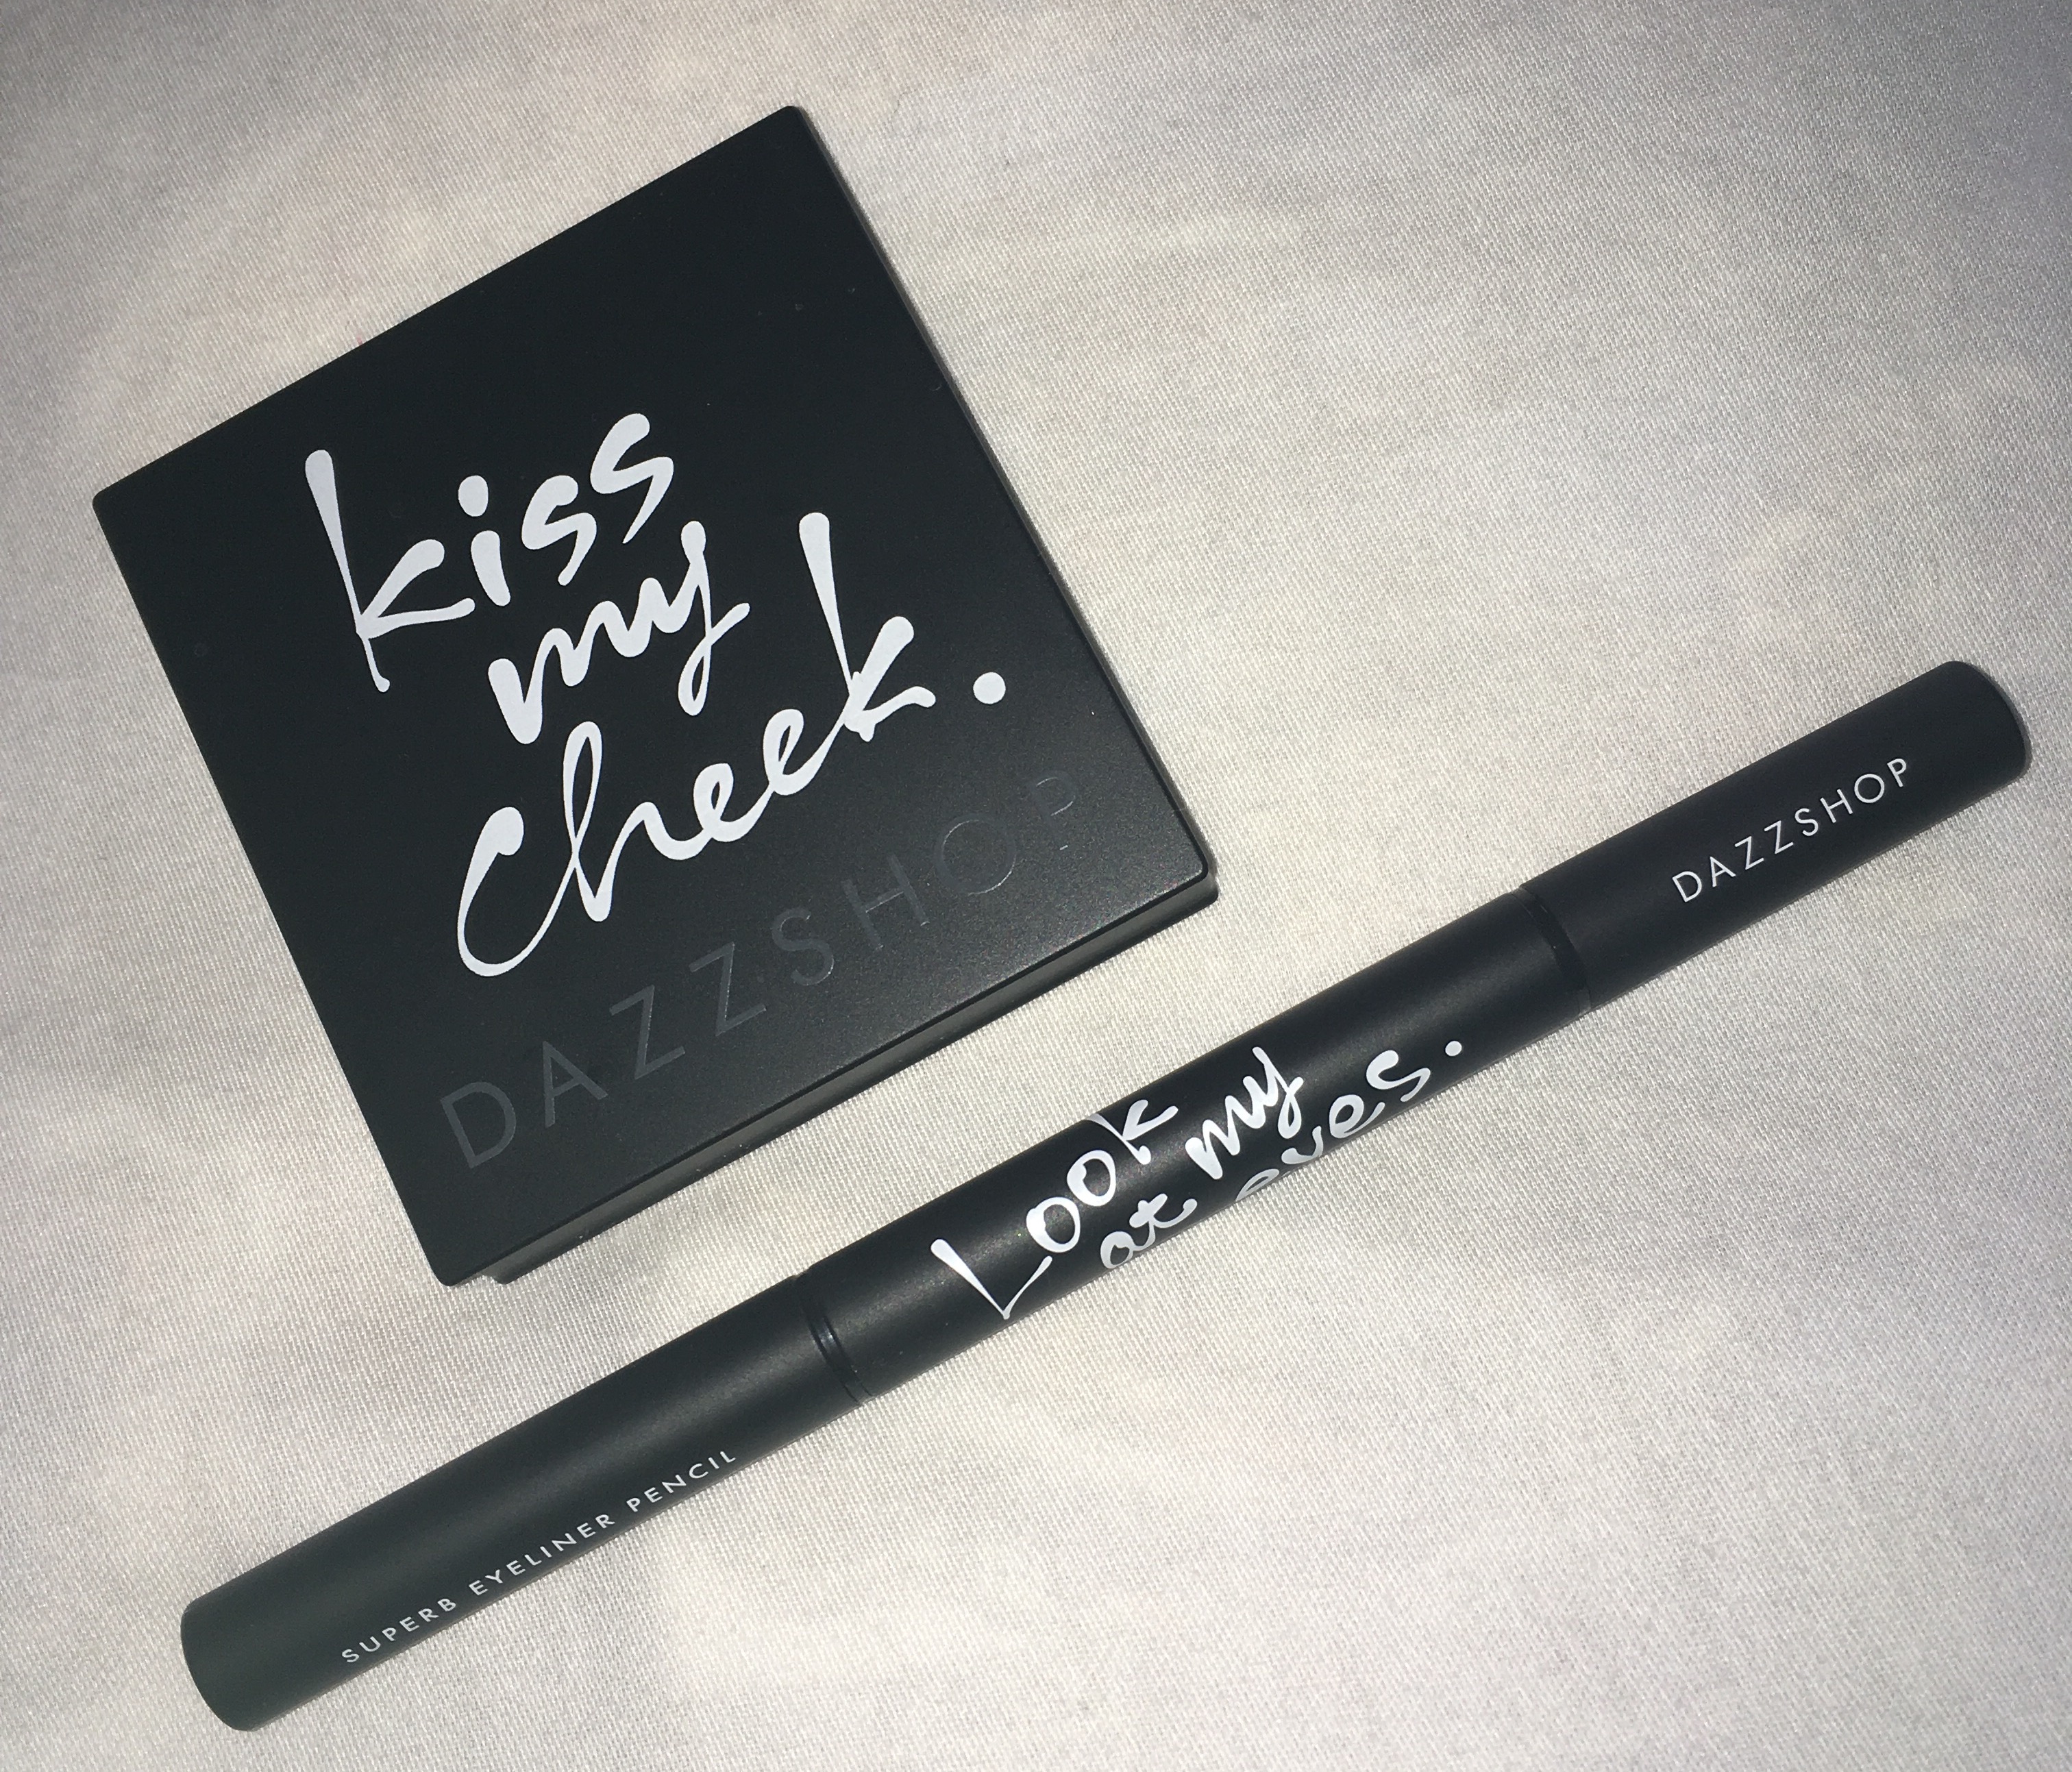 kiss
my
cheek.
DAZZSHOP
DAZZSHOP
Look my
at eyes.
SUPERB EYELINER PENCIL